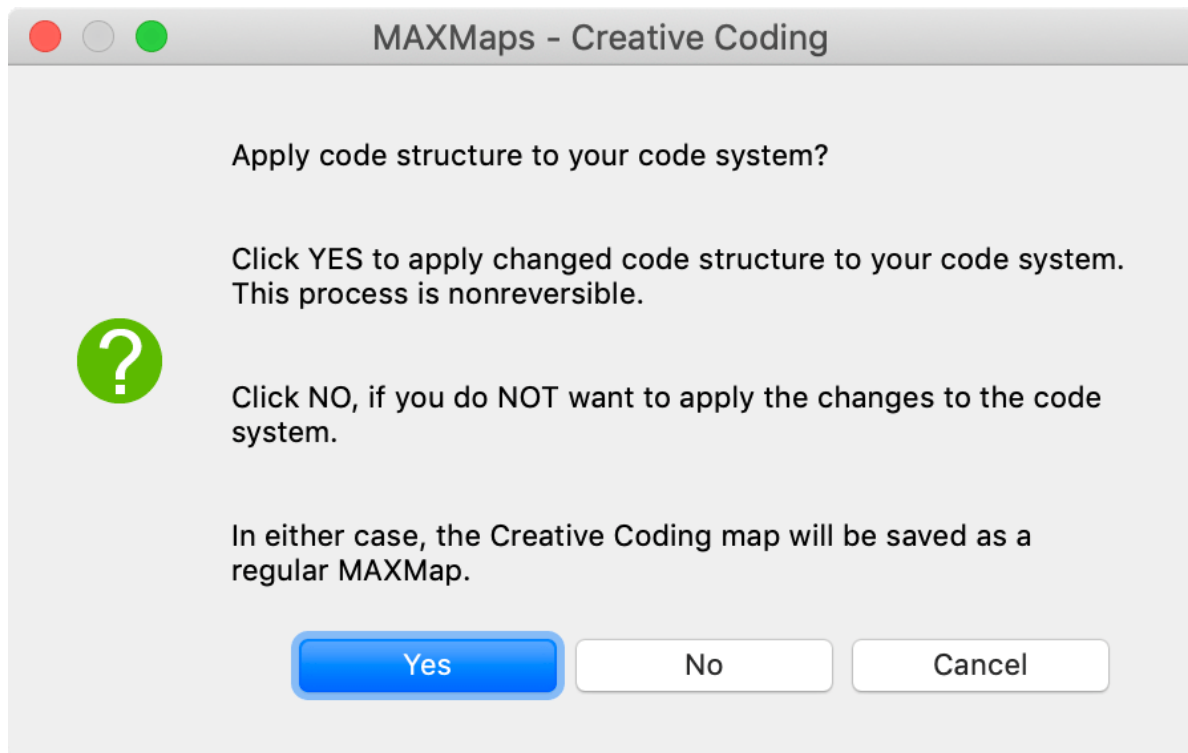 MAXMaps - Creative Coding
Apply code structure to your code system?
Click YES to apply changed code structure to your code system.
This process is nonreversible.
?
Click NO, if you do NOT want to apply the changes to the code
system.
In either case, the Creative Coding map will be saved as a
regular MAXMap.
Yes
No
Cancel